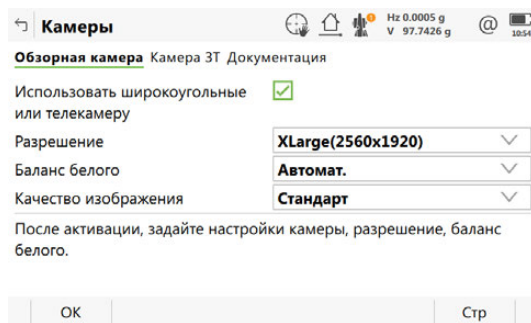 Камеры
Hz 0.0005 g
V 97.7426 g
@
10:54
Обзорная камера Камера ЗТ Документация
Использовать широкоугольные
или телекамеру
Разрешение XLarge(2560x1920)
Баланс белого Автомат.
Качество изображения Стандарт
После активации, задайте настройки камеры, разрешение, баланс
белого.
OK Стр